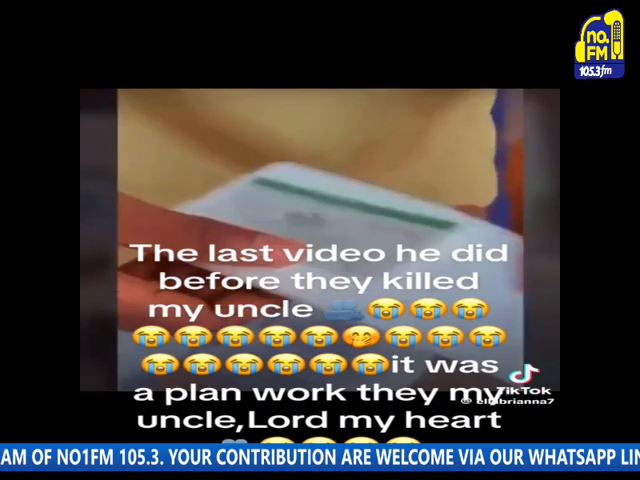 no.1
FM
105.3fm
The last video he did
before they killed
my uncle 🫂😭😭😭
😭😭😭😭😭🤗😭😭😭
😭😭😭😭😭😭it was
a plan work they my
uncle,Lord my heart
TikTok
AM OF NO1FM 105.3. YOUR CONTRIBUTION ARE WELCOME VIA OUR WHATSAPP LIN